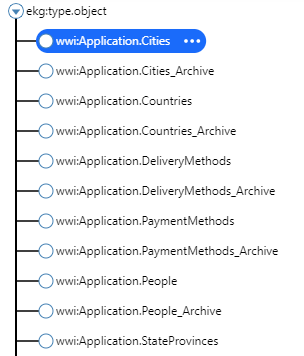 ekg:type.object
wwi:Application.Cities
wwi:Application.Cities_Archive
wwi:Application.Countries
wwi:Application.Countries_Archive
wwi:Application.DeliveryMethods
wwi:Application.DeliveryMethods_Archive
wwi:Application.PaymentMethods
wwi:Application.PaymentMethods_Archive
wwi:Application.People
wwi:Application.People_Archive
wwi:Application.StateProvinces